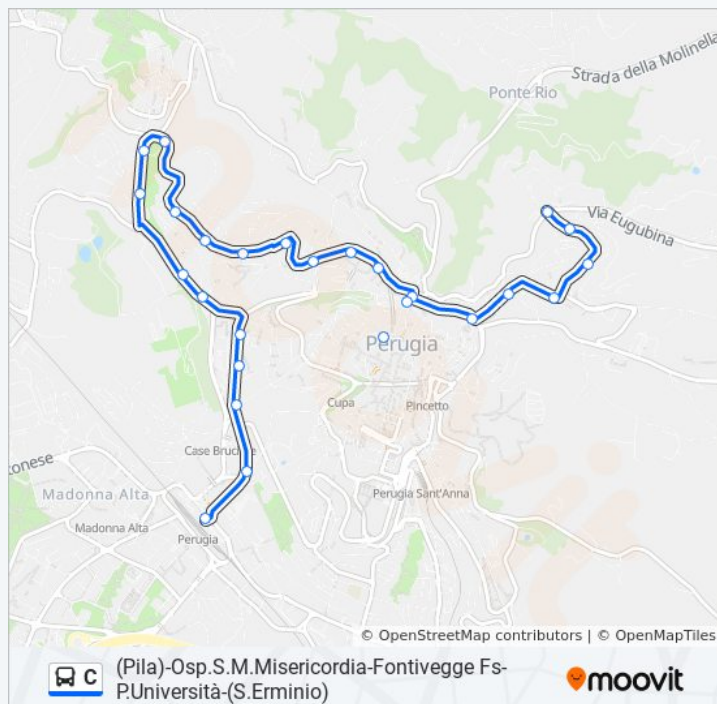 Strada della Molinella
Ponte Rio
Via Eugubina
Perugia
Cupa
Pincetto
Case Bruciate
Perugia Sant'Anna
tonese
Madonna Alta
Madonna Alta
Perugia
© OpenStreetMap contributors | © OpenMapTiles
C
(Pila)-Osp.S.M.Misericordia-Fontivegge Fs-
P.Università-(S.Erminio)
moovit